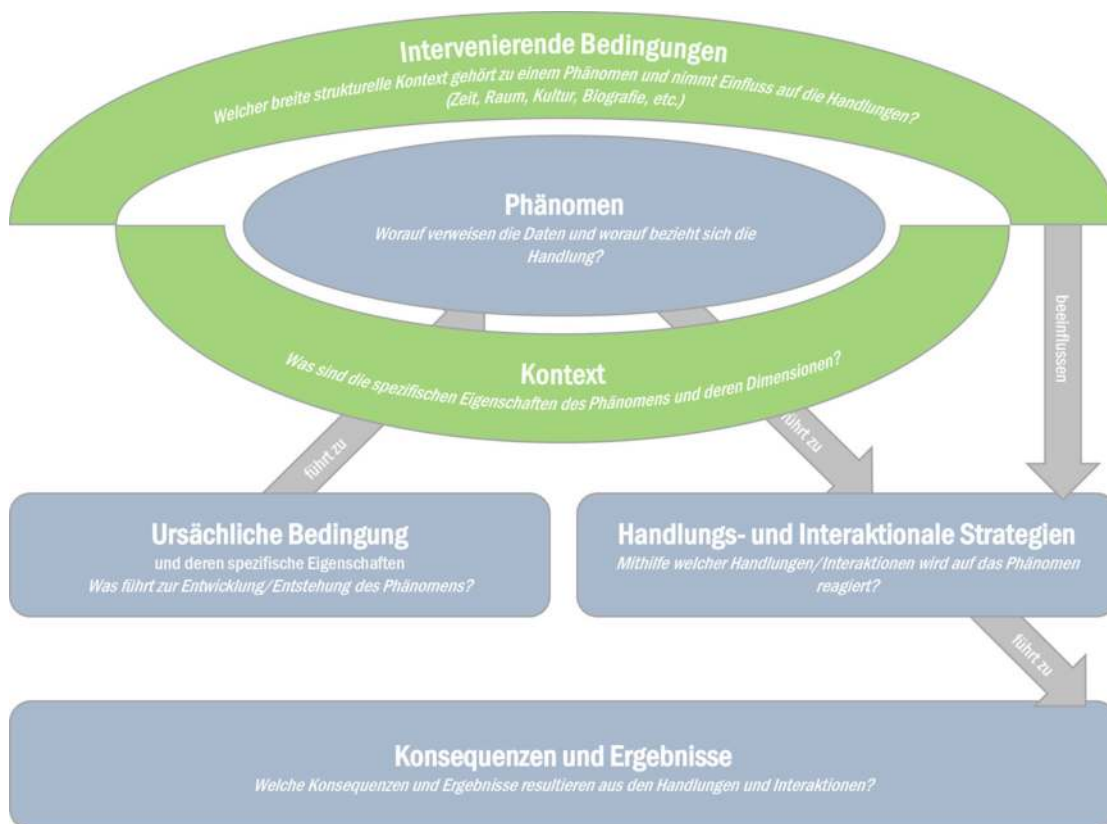 Intervenierende Bedingungen
Welcher breite strukturelle Kontext gehört zu einem Phänomen und nimmt Einfluss auf die Handlungen?
(Zeit, Raum, Kultur, Biografie, etc.)
Phänomen
Worauf verweisen die Daten und worauf bezieht sich die
Handlung?
beeinflussen
Kontext
Was sind die spezifischen Eigenschaften des Phänomens und deren Dimensionen?
führt zu
führt zu
Ursächliche Bedingung
und deren spezifische Eigenschaften
Was führt zur Entwicklung/Entstehung des Phänomens?
Handlungs- und Interaktionale Strategien
Mithilfe welcher Handlungen/Interaktionen wird auf das Phänomen
reagiert?
führt zu
Konsequenzen und Ergebnisse
Welche Konsequenzen und Ergebnisse resultieren aus den Handlungen und Interaktionen?